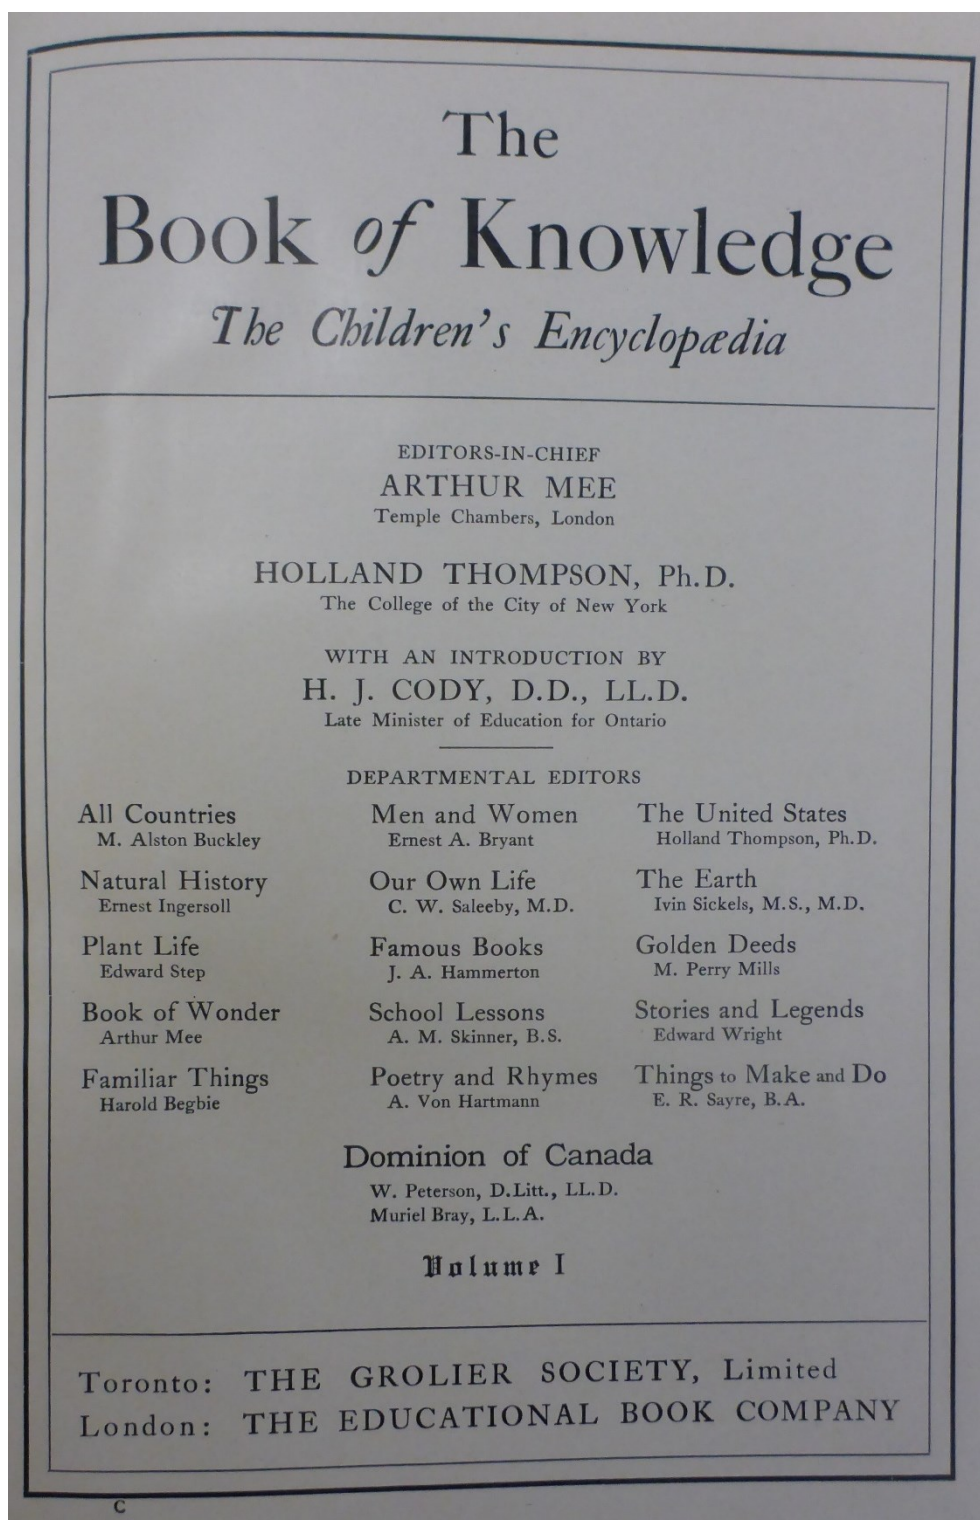 The
Book of Knowledge
The Children's Encyclopædia
EDITORS-IN-CHIEF
ARTHUR MEE
Temple Chambers, London
HOLLAND THOMPSON, Ph.D.
The College of the City of New York
WITH AN INTRODUCTION BY
H. J. CODY, D.D., LL.D.
Late Minister of Education for Ontario
DEPARTMENTAL EDITORS
All Countries
M. Alston Buckley
Natural History
Ernest Ingersoll
Plant Life
Edward Step
Book of Wonder
Arthur Mee
Familiar Things
Harold Begbie
Men and Women
Ernest A. Bryant
Our Own Life
C. W. Saleeby, M.D.
Famous Books
J. A. Hammerton
School Lessons
A. M. Skinner, B.S.
Poetry and Rhymes
A. Von Hartmann
The United States
Holland Thompson, Ph.D.
The Earth
Ivin Sickels, M.S., M.D.
Golden Deeds
M. Perry Mills
Stories and Legends
Edward Wright
Things to Make and Do
E. R. Sayre, B.A.
Dominion of Canada
W. Peterson, D.Litt., LL.D.
Muriel Bray, L.L.A.
Volume I
Toronto: THE GROLIER SOCIETY, Limited
London: THE EDUCATIONAL BOOK COMPANY
C